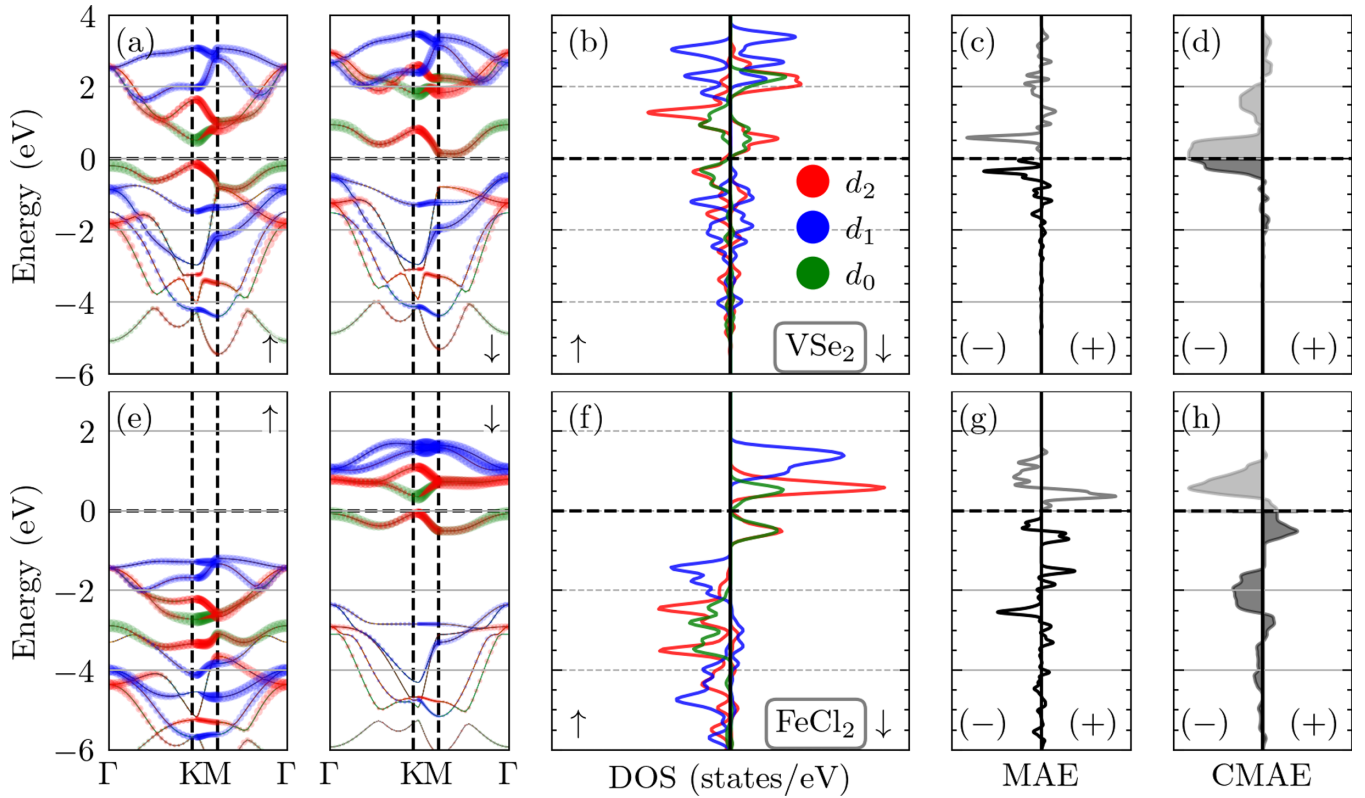 (a)
(b)
(c)
(d)
Energy (eV)
4
2
0
−2
−4
−6
↑
↓
d₂
d₁
d₀
↑
VSe₂
↓
(−)
(+)
(−)
(+)
(e)
↑
↓
(f)
(g)
(h)
Energy (eV)
2
0
−2
−4
−6
↑
FeCl₂
↓
(−)
(+)
(−)
(+)
Γ
K
M
Γ
Γ
K
M
Γ
DOS (states/eV)
MAE
CMAE